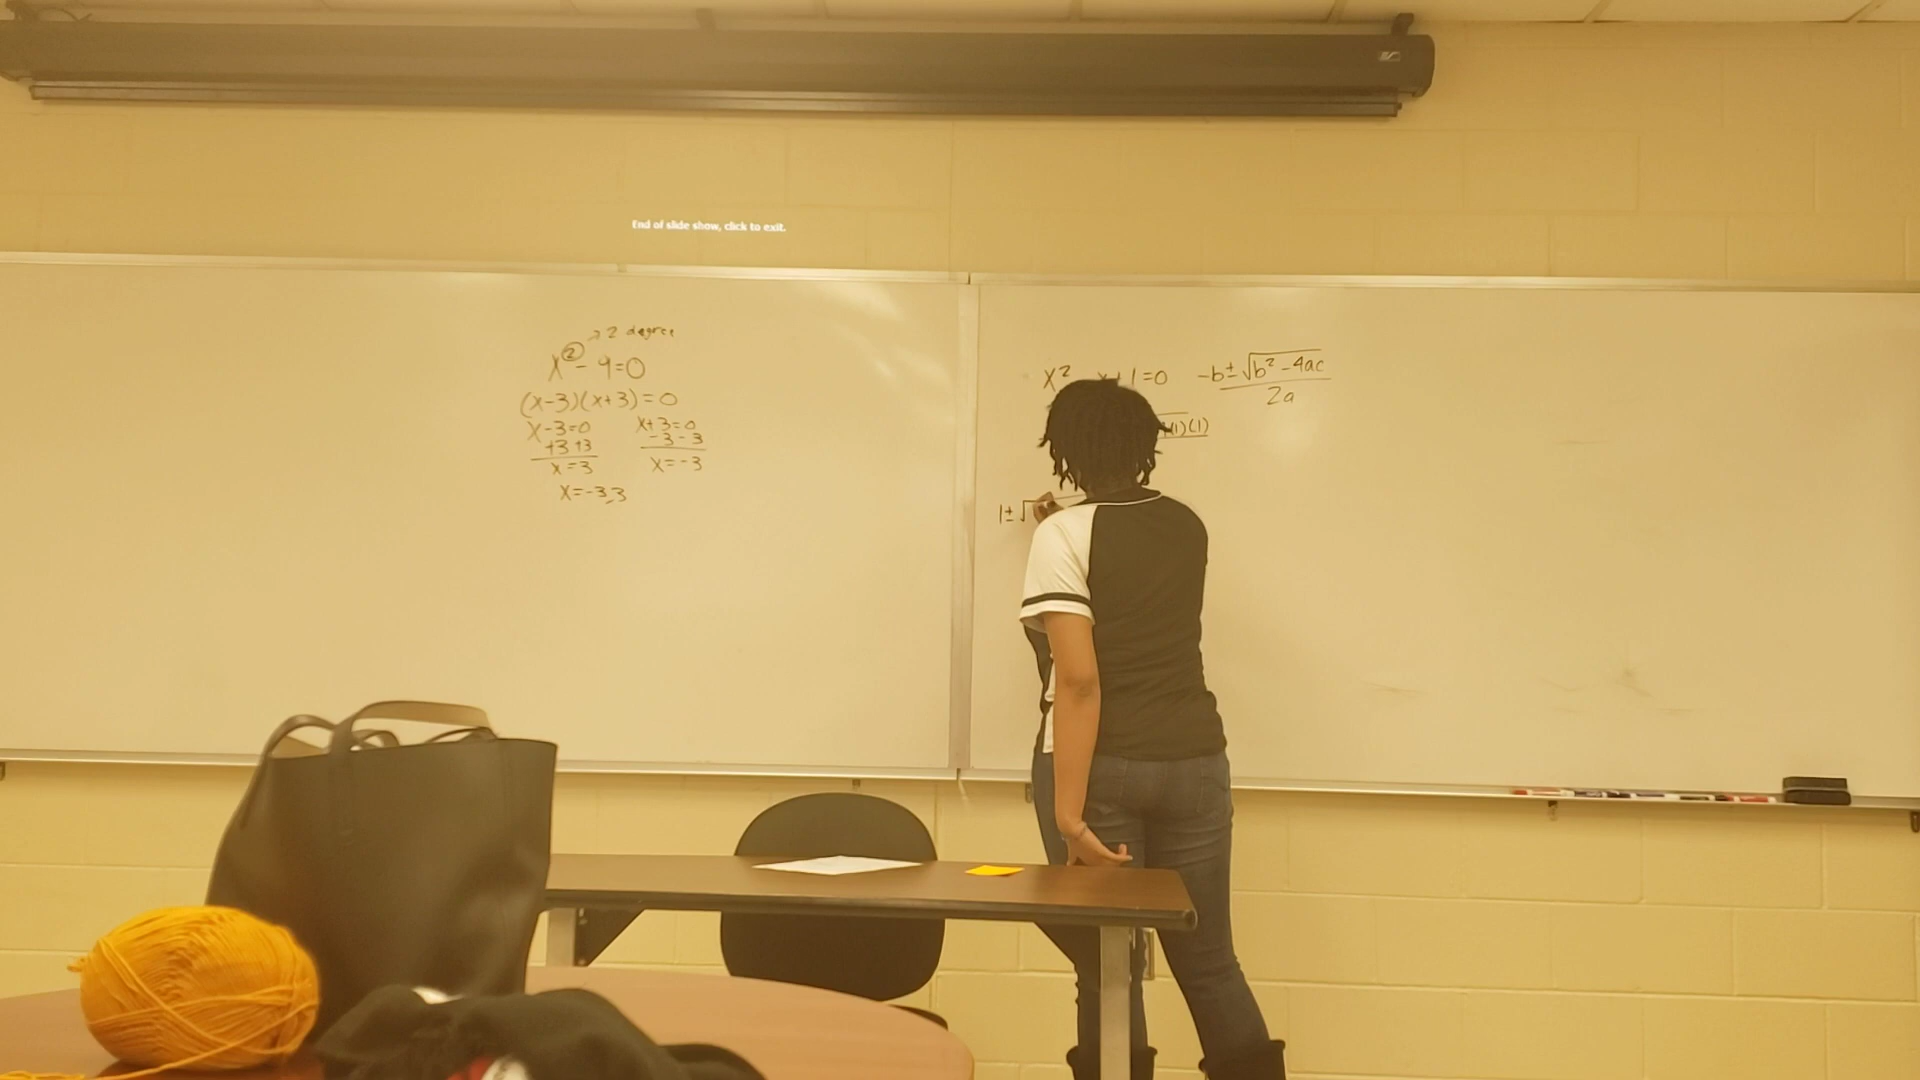 End of slide show, click to exit.
→ 2 degree
x² - 9=0
(x-3)(x+3)=0
x-3=0 x+3=0
+3 +3 -3 -3
x=3 x=-3
x=-3,3
x² x+1=0 -b±√b²-4ac
2a
(1)(1)
1±√